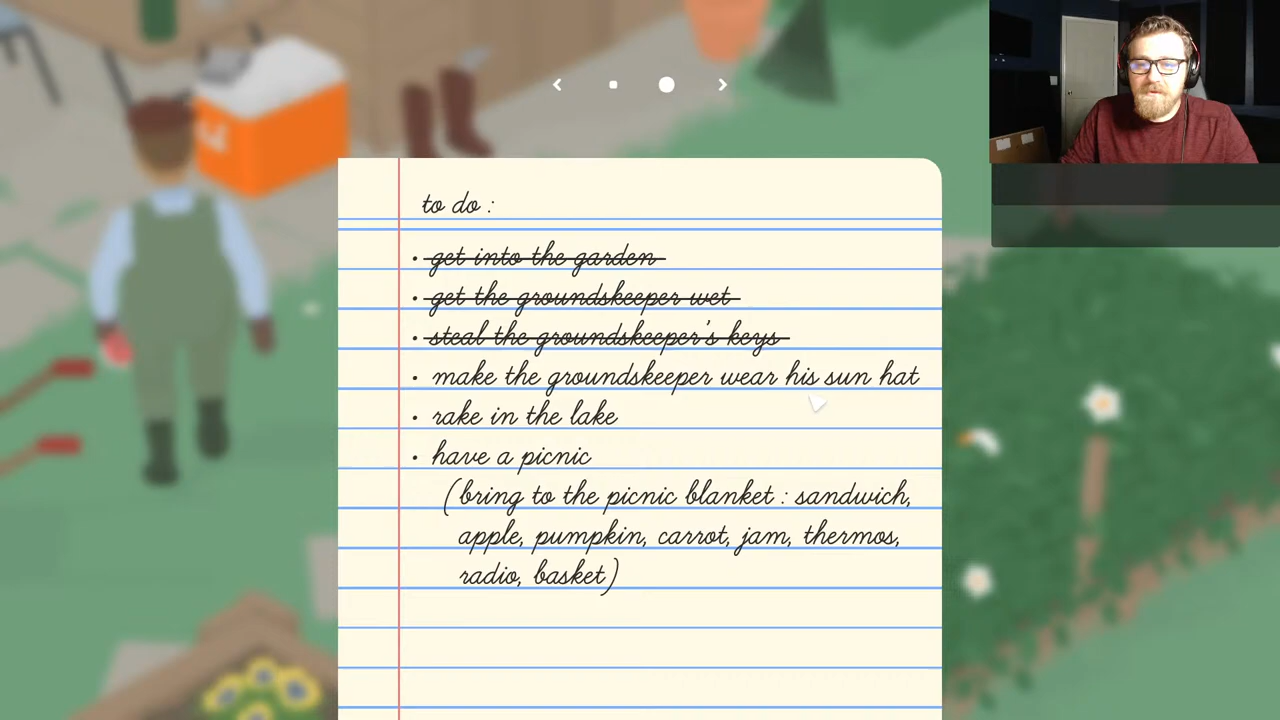 to do :
• get into the garden
• get the groundskeeper wet
• steal the groundskeeper's keys
• make the groundskeeper wear his sun hat
• rake in the lake
• have a picnic
(bring to the picnic blanket : sandwich,
apple, pumpkin, carrot, jam, thermos,
radio, basket)